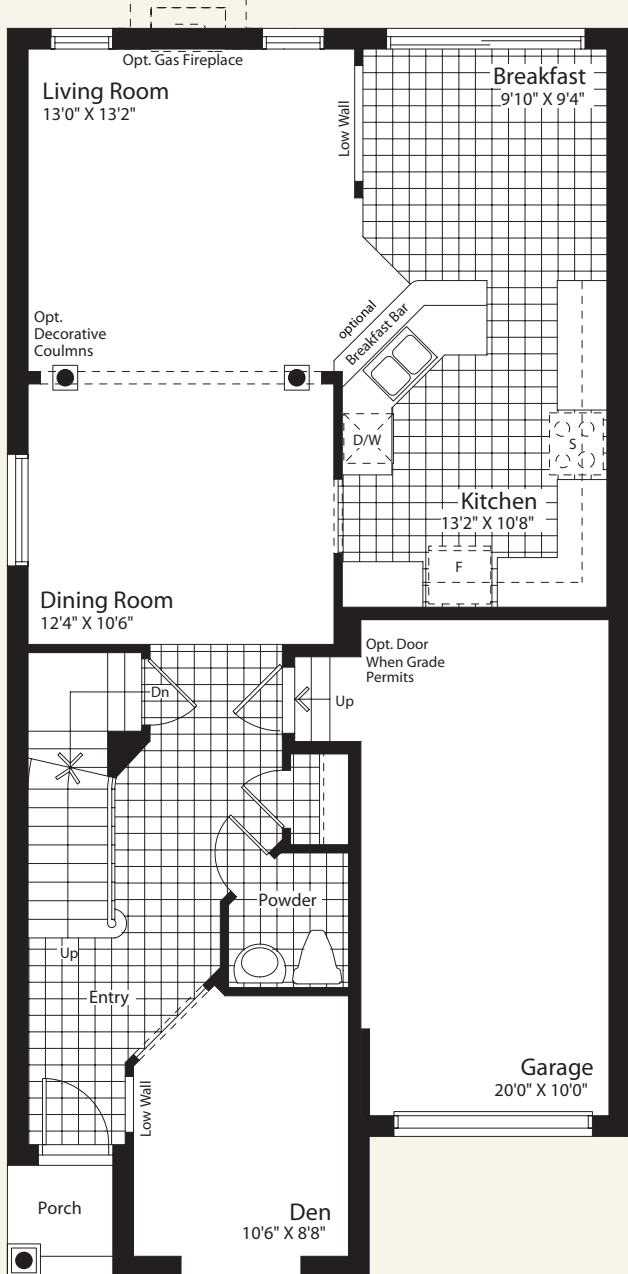 Opt. Gas Fireplace
Living Room
13'0" X 13'2"
Breakfast
9'10" X 9'4"
Low Wall
Opt.
Decorative
Coulmns
optional
Breakfast Bar
D/W
S
Kitchen
13'2" X 10'8"
F
Dining Room
12'4" X 10'6"
Opt. Door
When Grade
Permits
Dn
Up
Powder
Up
Entry
Garage
20'0" X 10'0"
Low Wall
Porch
Den
10'6" X 8'8"